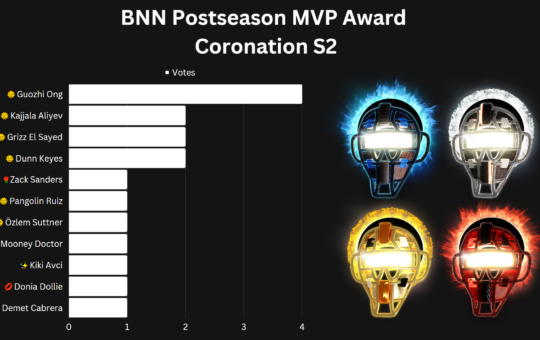 BNN Postseason MVP Award
Coronation S2
Votes
😗 Guozhi Ong
😗 Kajjala Aliyev
😗 Grizz El Sayed
😗 Dunn Keyes
🌹Zack Sanders
😗 Pangolin Ruiz
😗 Özlem Suttner
Mooney Doctor
✨Kiki Avci
💋 Donia Dollie
Demet Cabrera
0 1 2 3 4